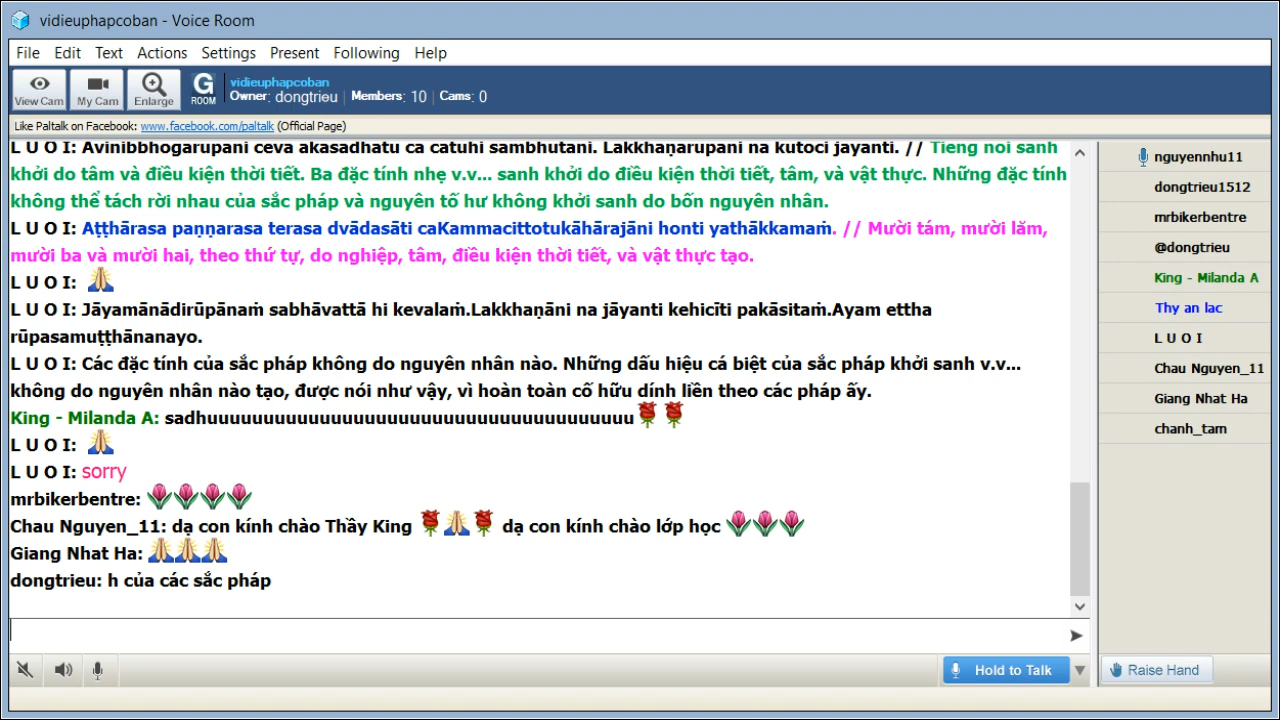 vidieuphapcoban - Voice Room
File Edit Text Actions Settings Present Following Help
View Cam My Cam Enlarge G ROOM vidieuphapcoban
Owner: dongtrieu | Members: 10 | Cams: 0
Like Paltalk on Facebook: www.facebook.com/paltalk (Official Page)
L U O I: Avinibbhogarupani ceva akasadhatu ca catuhi sambhutani. Lakkhaṇarupani na kutoci jayanti. // Tieng noi sanh
khởi do tâm và điều kiện thời tiết. Ba đặc tính nhẹ v.v... sanh khởi do điều kiện thời tiết, tâm, và vật thực. Những đặc tính
không thể tách rời nhau của sắc pháp và nguyên tố hư không khởi sanh do bốn nguyên nhân.
L U O I: Aṭṭhārasa paṇṇarasa terasa dvādasāti caKammacittotukāhārajāni honti yathākkamaṁ. // Mười tám, mười lăm,
mười ba và mười hai, theo thứ tự, do nghiệp, tâm, điều kiện thời tiết, và vật thực tạo.
L U O I:
L U O I: Jāyamānādirūpānaṁ sabhāvattā hi kevalaṁ.Lakkhaṇāni na jāyanti kehicīti pakāsitaṁ.Ayam ettha
rūpasamuṭṭhānanayo.
L U O I: Các đặc tính của sắc pháp không do nguyên nhân nào. Những dấu hiệu cá biệt của sắc pháp khởi sanh v.v...
không do nguyên nhân nào tạo, được nói như vậy, vì hoàn toàn cố hữu dính liền theo các pháp ấy.
King - Milanda A: sadhuuuuuuuuuuuuuuuuuuuuuuuuuuuuuuuuuuuuuu
L U O I:
L U O I: sorry
mrbikerbentre:
Chau Nguyen_11: dạ con kính chào Thầy King dạ con kính chào lớp học
Giang Nhat Ha:
dongtrieu: h của các sắc pháp
nguyennhu11
dongtrieu1512
mrbikerbentre
@dongtrieu
King - Milanda A
Thy an lac
L U O I
Chau Nguyen_11
Giang Nhat Ha
chanh_tam
Hold to Talk
Raise Hand